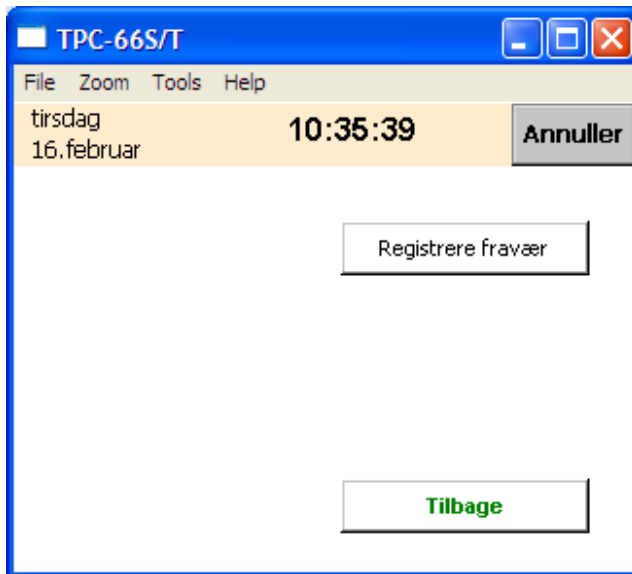 TPC-66S/T
File Zoom Tools Help
tirsdag
16.februar
10:35:39
Annuller
Registrere fravær
Tilbage